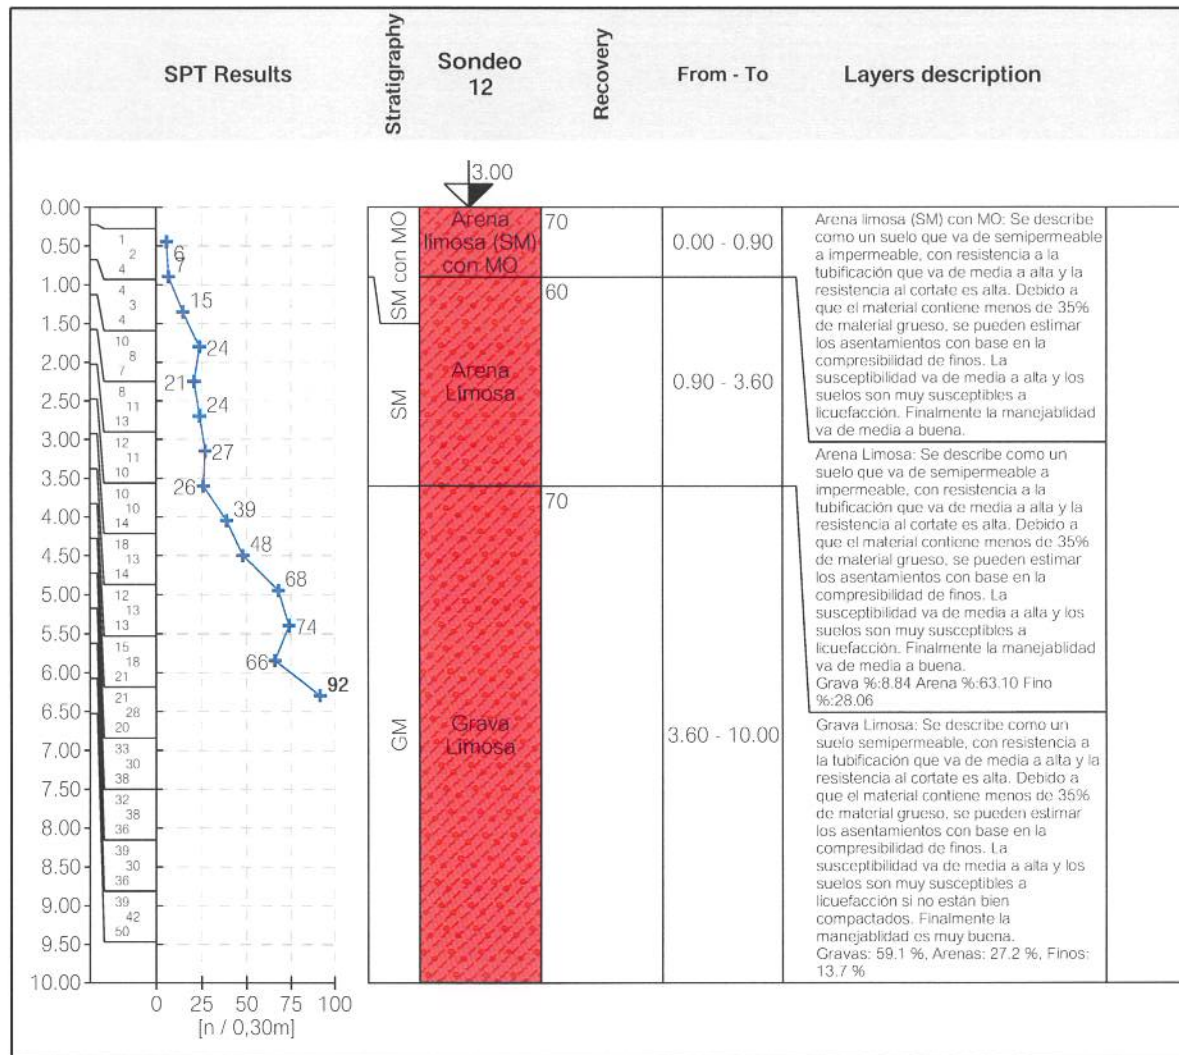 SPT Results
Stratigraphy
Sondeo
12
Recovery
From - To
Layers description
3.00
0.00
0.50
1.00
1.50
2.00
2.50
3.00
3.50
4.00
4.50
5.00
5.50
6.00
6.50
7.00
7.50
8.00
8.50
9.00
9.50
10.00
1
2
4
4
3
4
10
8
7
8
11
13
12
11
10
10
10
14
18
13
14
12
13
13
15
18
21
21
28
20
33
30
38
32
38
36
39
30
36
39
42
50
6
7
15
24
21
24
27
26
39
48
68
74
66
92
0 25 50 75 100
[n / 0,30m]
SM con MO
SM
GM
Arena
límosa (SM)
con MO
Arena
Límosa
Grava
Limosa
70
60
70
0.00 - 0.90
0.90 - 3.60
3.60 - 10.00
Arena límosa (SM) con MO: Se describe
como un suelo que va de semipermeable
a impermeable, con resistencia a la
tubificación que va de media a alta y la
resistencia al cortate es alta. Debido a
que el material contiene menos de 35%
de material grueso, se pueden estimar
los asentamientos con base en la
compresibilidad de finos. La
susceptibilidad va de media a alta y los
suelos son muy susceptibles a
licuefacción. Finalmente la manejablidad
va de media a buena.
Arena Limosa: Se describe como un
suelo que va de semipermeable a
impermeable, con resistencia a la
tubificación que va de media a alta y la
resistencia al cortate es alta. Debido a
que el material contiene menos de 35%
de material grueso, se pueden estimar
los asentamientos con base en la
compresibilidad de finos. La
susceptibilidad va de media a alta y los
suelos son muy susceptibles a
licuefacción. Finalmente la manejablidad
va de media a buena.
Grava %:8.84 Arena %:63.10 Fino
%:28.06
Grava Limosa: Se describe como un
suelo semipermeable, con resistencia a
la tubificación que va de media a alta y la
resistencia al cortate es alta. Debido a
que el material contiene menos de 35%
de material grueso, se pueden estimar
los asentamientos con base en la
compresibilidad de finos. La
susceptibilidad va de media a alta y los
suelos son muy susceptibles a
licuefacción si no están bien
compactados. Finalmente la
manejablidad es muy buena.
Gravas: 59.1 %, Arenas: 27.2 %, Finos:
13.7 %